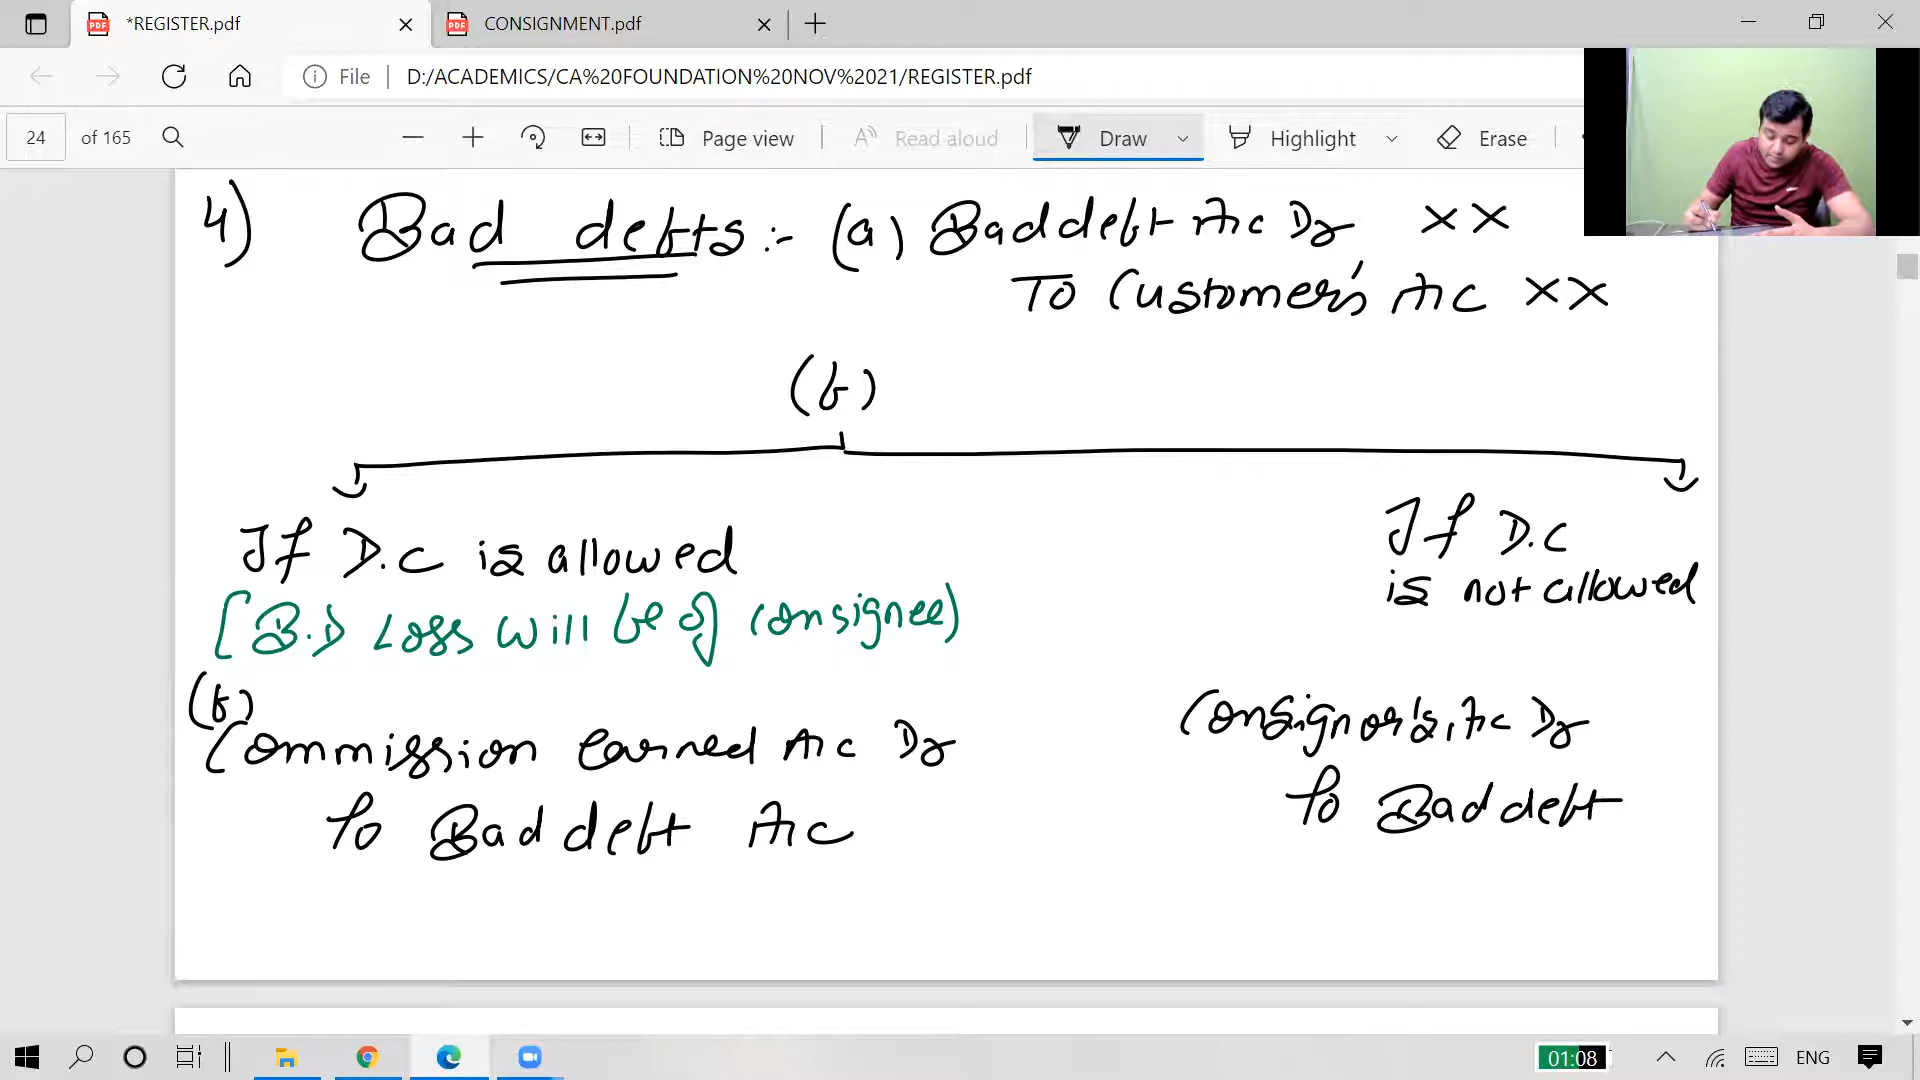 *REGISTER.pdf
CONSIGNMENT.pdf
File
D:/ACADEMICS/CA%20FOUNDATION%20NOV%2021/REGISTER.pdf
24 of 165
Page view
Read aloud
Draw
Highlight
Erase
4) Bad debts :- (a) Bad debt A/c Dr XX
To Customer's A/c XX
(b)
If D.C is allowed
If D.C
is not allowed
[B.D Loss will be of consignee)
(b)
Commission earned A/c Dr
To Bad debt A/c
Consignor's A/c Dr
To Bad debt
01:08
ENG